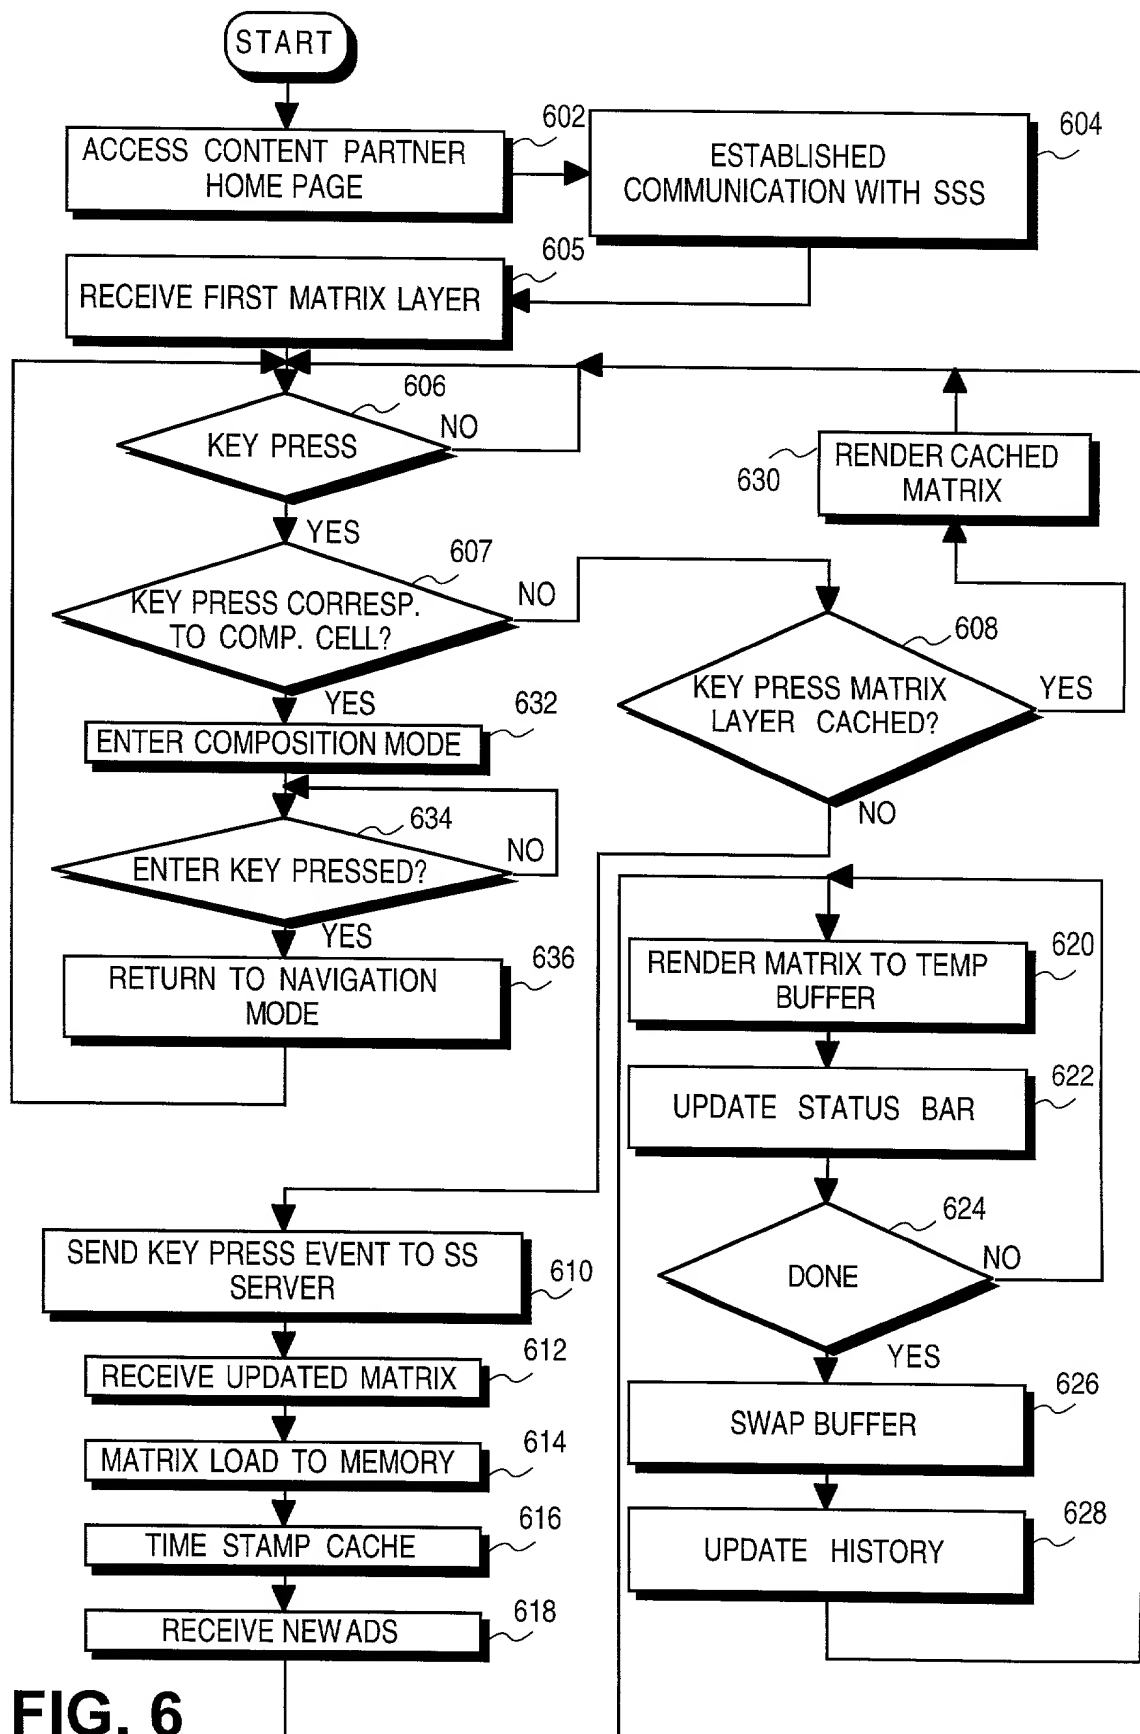 START
602
ACCESS CONTENT PARTNER
HOME PAGE
604
ESTABLISHED
COMMUNICATION WITH SSS
605
RECEIVE FIRST MATRIX LAYER
606
KEY PRESS
NO
YES
630
RENDER CACHED
MATRIX
607
KEY PRESS CORRESP.
TO COMP. CELL?
NO
YES
608
KEY PRESS MATRIX
LAYER CACHED?
YES
NO
632
ENTER COMPOSITION MODE
634
ENTER KEY PRESSED?
NO
YES
636
RETURN TO NAVIGATION
MODE
620
RENDER MATRIX TO TEMP
BUFFER
622
UPDATE STATUS BAR
624
DONE
NO
YES
SEND KEY PRESS EVENT TO SS
SERVER
610
612
RECEIVE UPDATED MATRIX
614
MATRIX LOAD TO MEMORY
616
TIME STAMP CACHE
618
RECEIVE NEW ADS
626
SWAP BUFFER
628
UPDATE HISTORY
FIG. 6